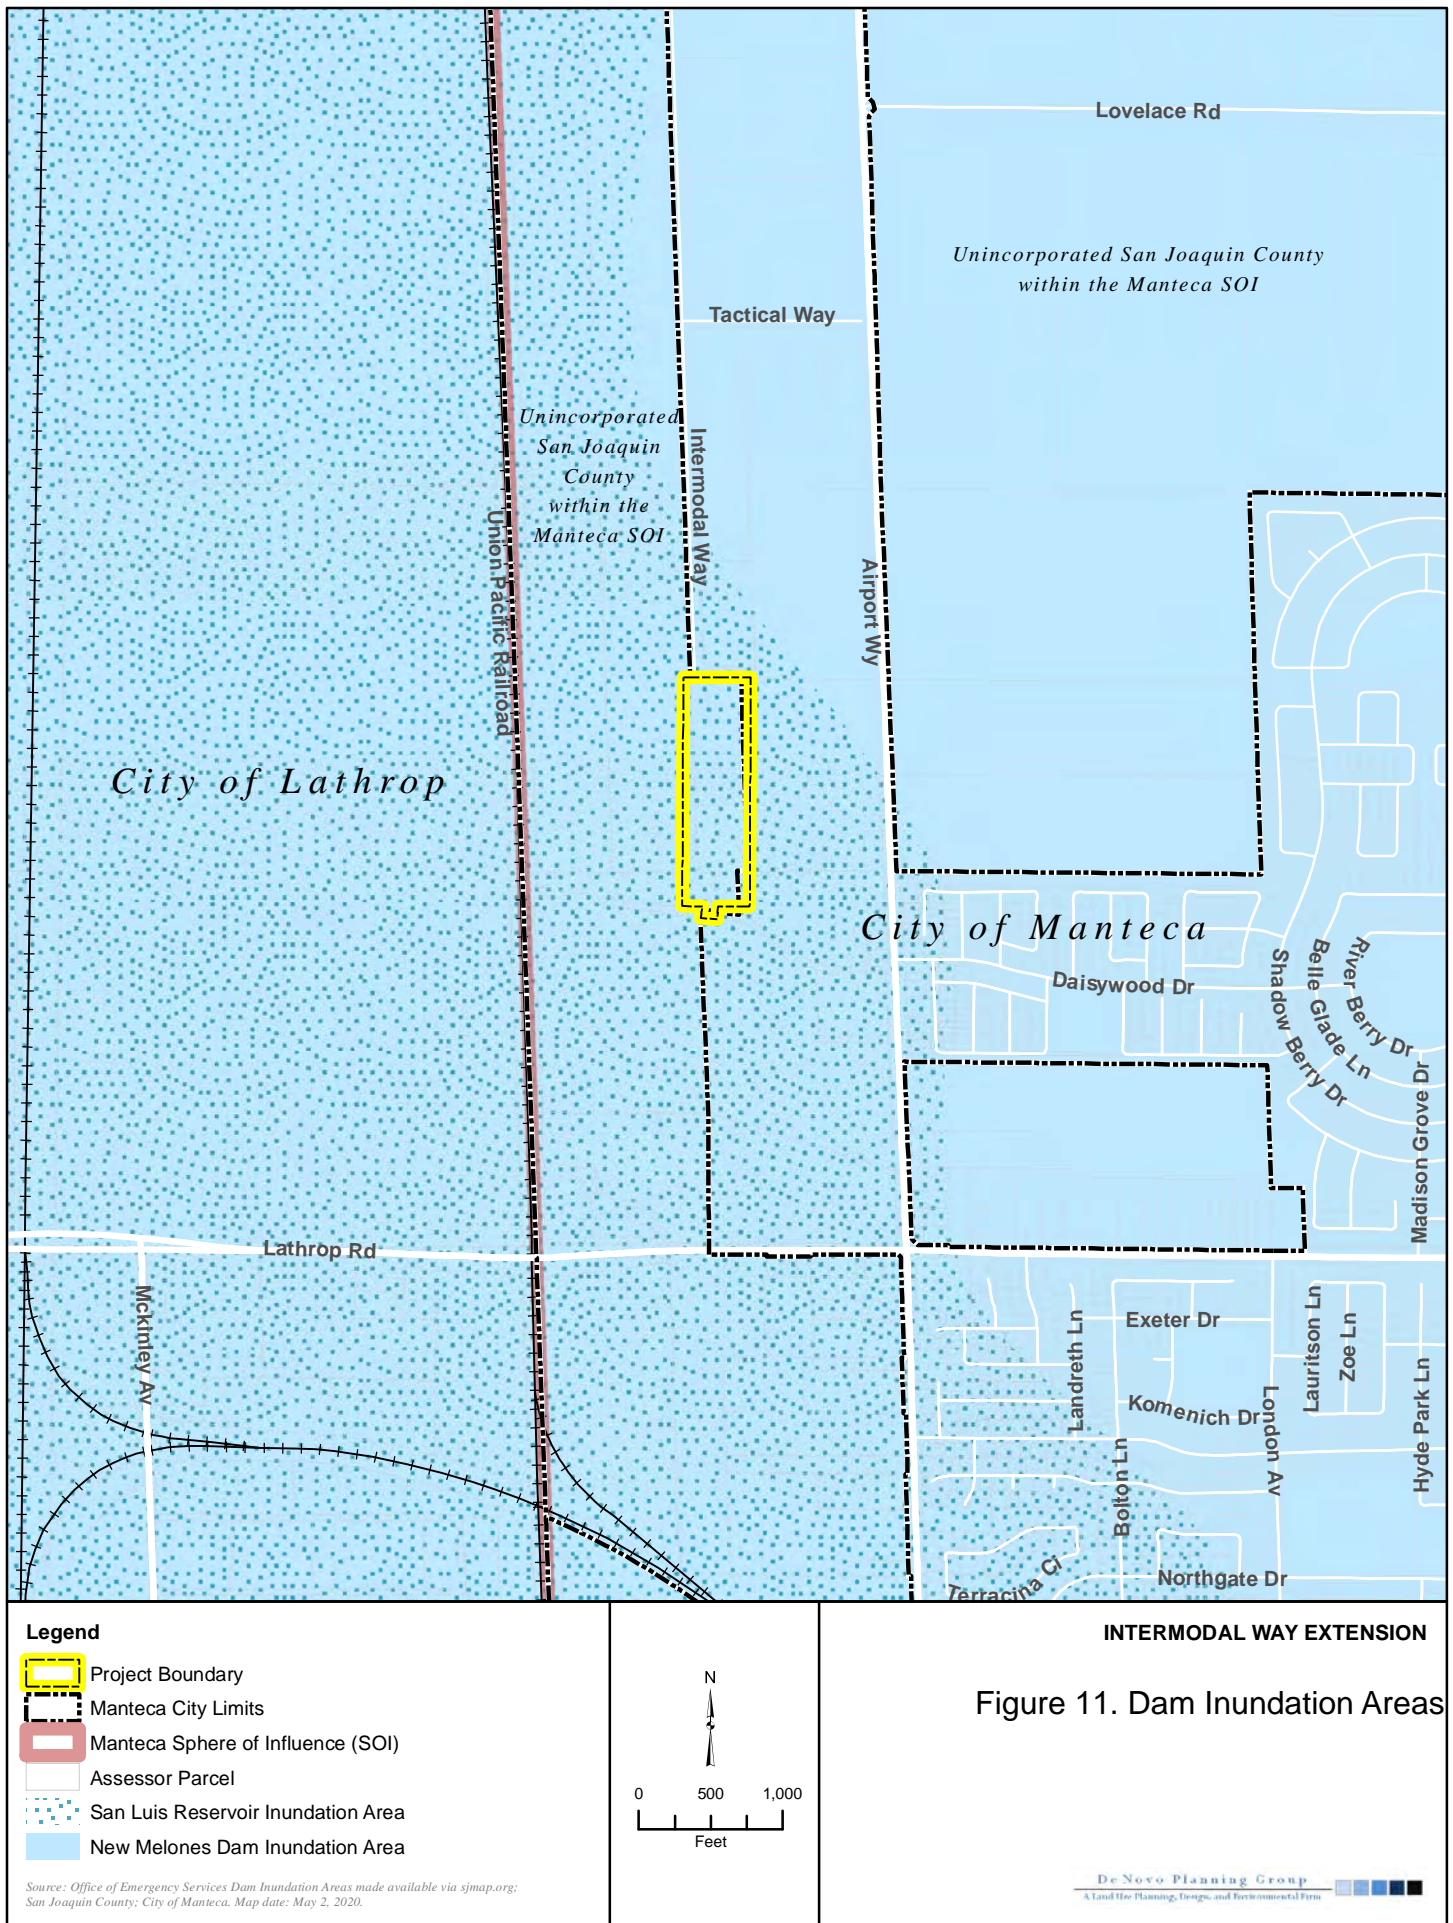 Lovelace Rd
Unincorporated San Joaquin County
within the Manteca SOI
Tactical Way
Unincorporated
San Joaquin
County
within the
Manteca SOI
Intermodal Way
Union Pacific Railroad
Airport Wy
City of Lathrop
City of Manteca
Daisywood Dr
Shadow Berry Dr
Belle Glade Ln
River Berry Dr
Madison Grove Dr
Lathrop Rd
Mckinley Av
Landreth Ln
Exeter Dr
Lauritson Ln
Zoe Ln
Komenich Dr
London Av
Hyde Park Ln
Bolton Ln
Terracina Ci
Northgate Dr
Legend
Project Boundary
Manteca City Limits
Manteca Sphere of Influence (SOI)
Assessor Parcel
San Luis Reservoir Inundation Area
New Melones Dam Inundation Area
Source: Office of Emergency Services Dam Inundation Areas made available via sjmap.org;
San Joaquin County; City of Manteca. Map date: May 2, 2020.
N
0 500 1,000
Feet
INTERMODAL WAY EXTENSION
Figure 11. Dam Inundation Areas
De Novo Planning Group
A Land Use Planning, Design, and Environmental Firm